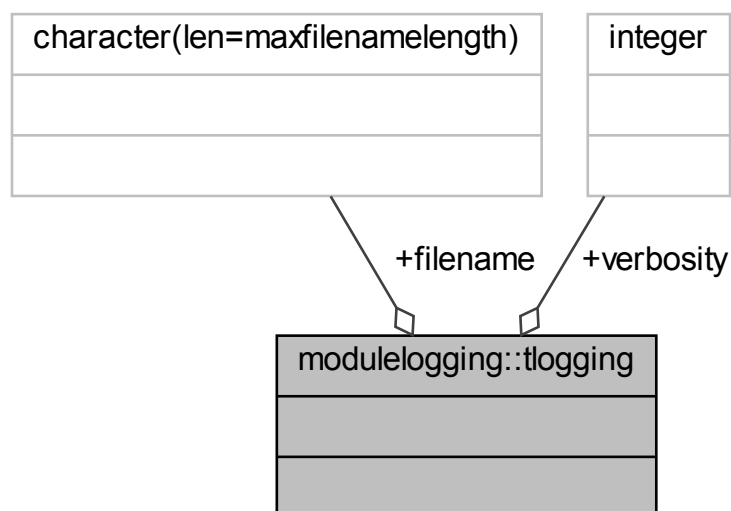 character(len=maxfilenamelength)
integer
+filename
+verbosity
modulelogging::tlogging